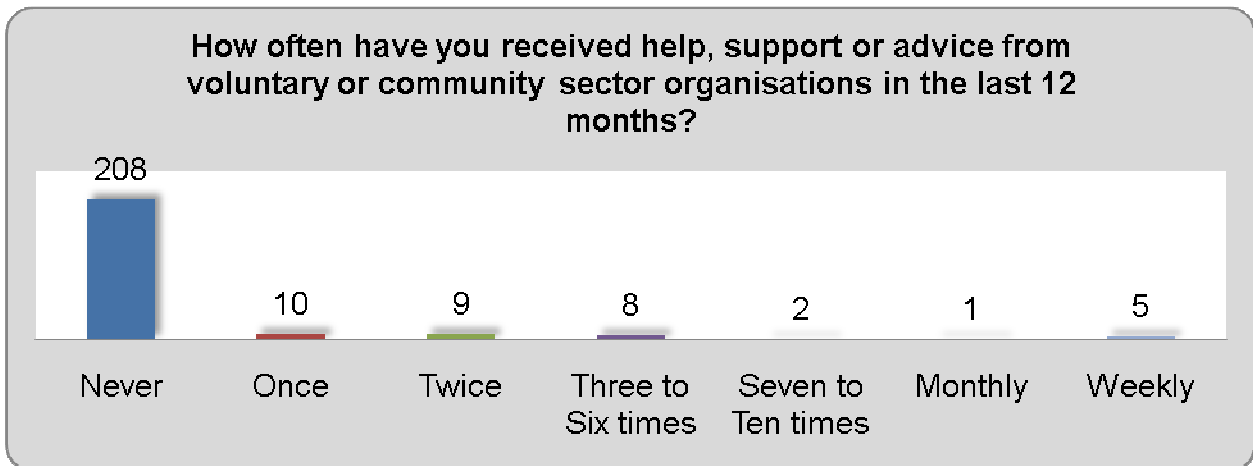 How often have you received help, support or advice from
voluntary or community sector organisations in the last 12
months?
208
10
9
8
2
1
5
Never
Once
Twice
Three to
Six times
Seven to
Ten times
Monthly
Weekly